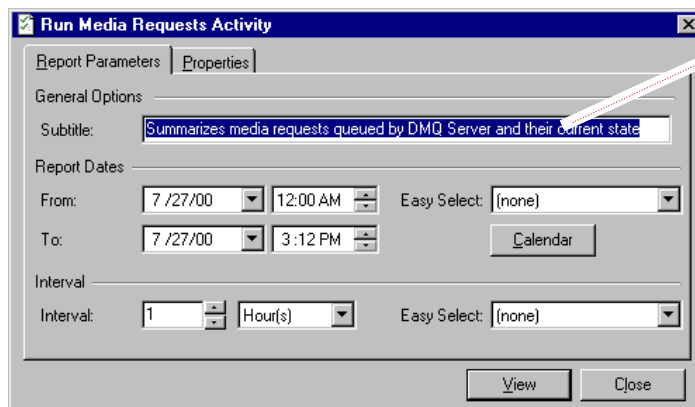 Run Media Requests Activity
Report Parameters Properties
General Options
Subtitle: Summarizes media requests queued by DMQ Server and their current state
Report Dates
From: 7 /27/00 12:00 AM Easy Select: (none)
To: 7 /27/00 3 :12 PM Calendar
Interval
Interval: 1 Hour(s) Easy Select: (none)
View Close